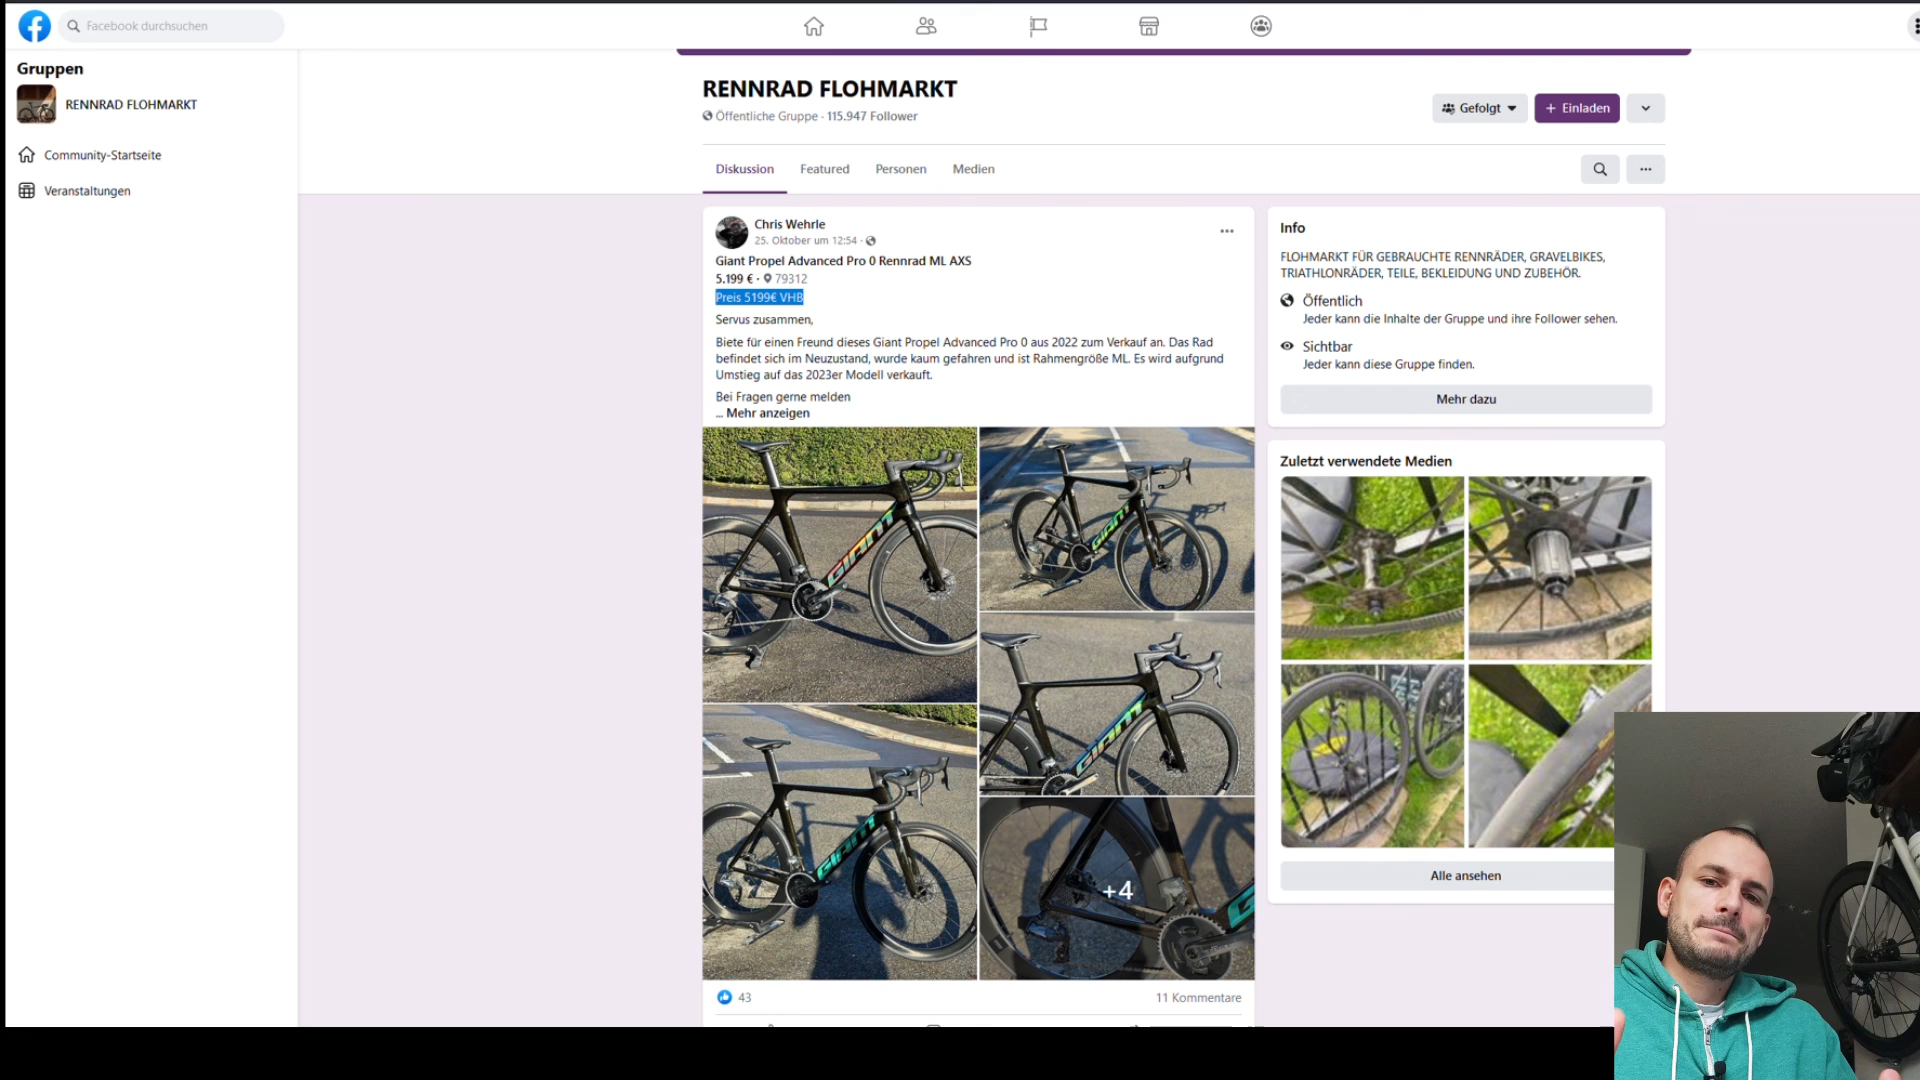 Facebook durchsuchen
Gruppen
RENNRAD FLOHMARKT
Community-Startseite
Veranstaltungen
RENNRAD FLOHMARKT
Öffentliche Gruppe · 115.947 Follower
Gefolgt
+ Einladen
Diskussion
Featured
Personen
Medien
Chris Wehrle
25. Oktober um 12:54 ·
Giant Propel Advanced Pro 0 Rennrad ML AXS
5.199 € · 79312
Preis 5199€ VHB
Servus zusammen,
Biete für einen Freund dieses Giant Propel Advanced Pro 0 aus 2022 zum Verkauf an. Das Rad
befindet sich im Neuzustand, wurde kaum gefahren und ist Rahmengröße ML. Es wird aufgrund
Umstieg auf das 2023er Modell verkauft.
Bei Fragen gerne melden
... Mehr anzeigen
GIANT
GIANT
GIANT
GIANT
+4
43
11 Kommentare
Info
FLOHMARKT FÜR GEBRAUCHTE RENNRÄDER, GRAVELBIKES,
TRIATHLONRÄDER, TEILE, BEKLEIDUNG UND ZUBEHÖR.
Öffentlich
Jeder kann die Inhalte der Gruppe und ihre Follower sehen.
Sichtbar
Jeder kann diese Gruppe finden.
Mehr dazu
Zuletzt verwendete Medien
Alle ansehen